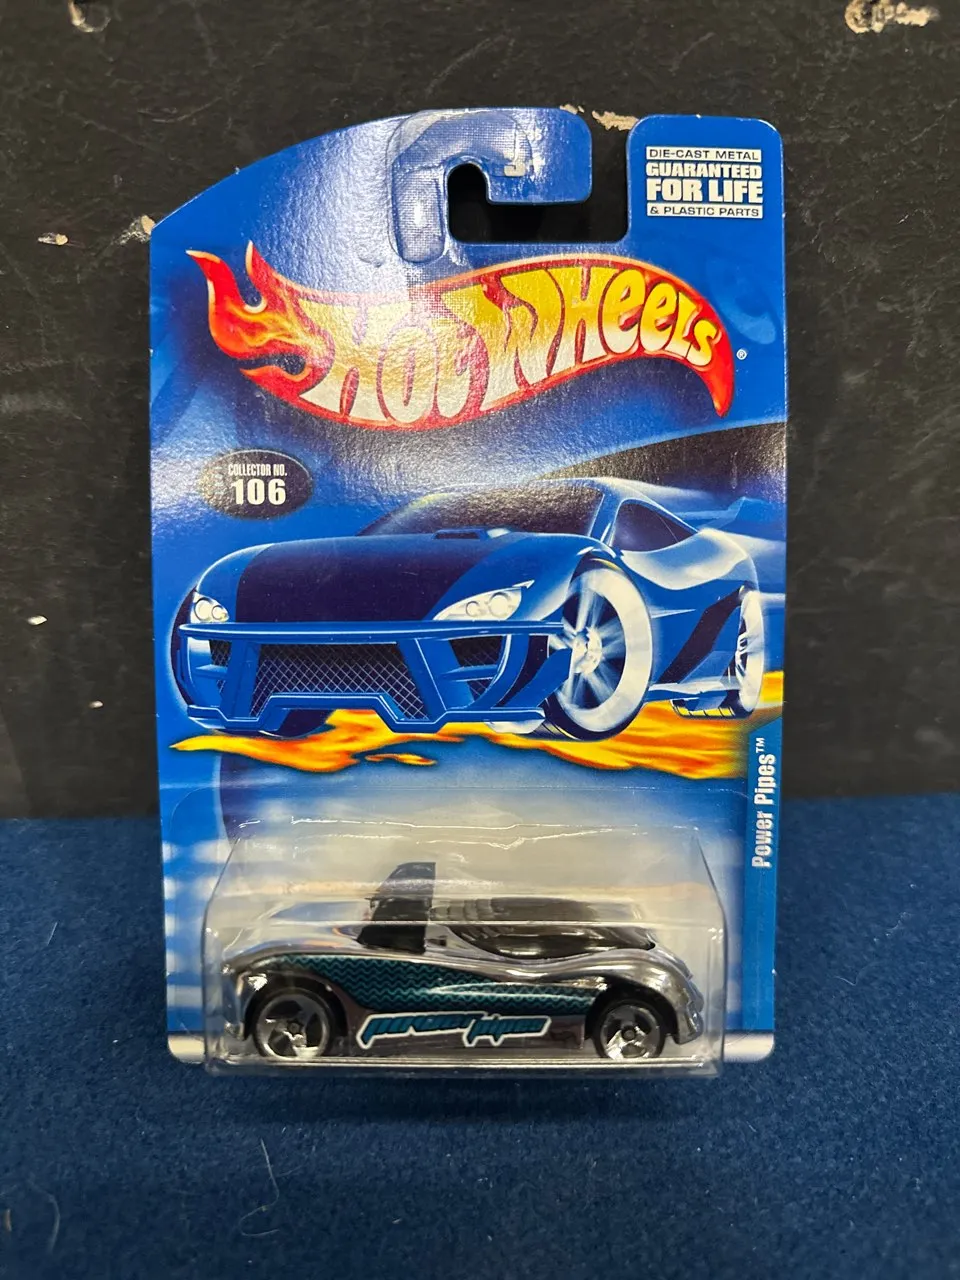 DIE-CAST METAL
GUARANTEED
FOR LIFE
& PLASTIC PARTS
HOT WHEELS®
COLLECTOR NO.
106
Power Pipes™
power pipes